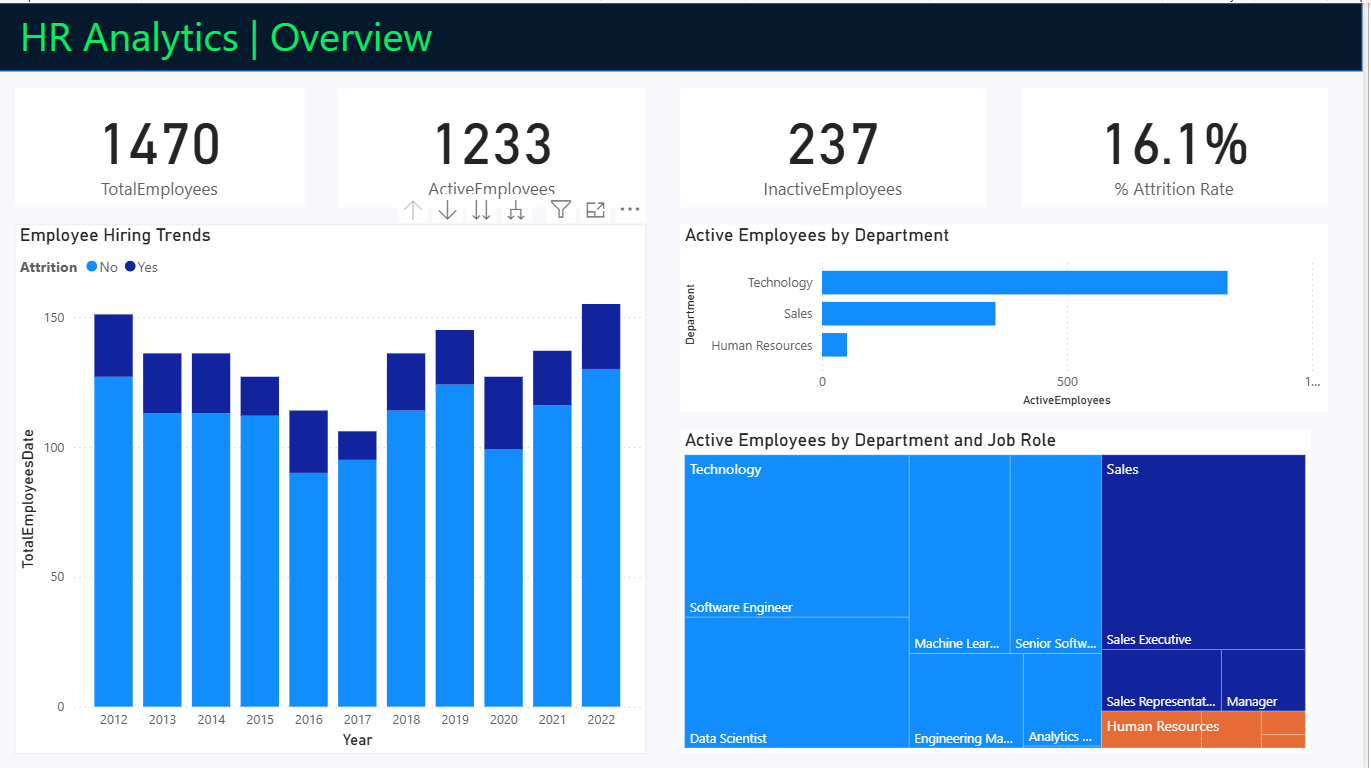 HR Analytics | Overview
1470
TotalEmployees
1233
ActiveEmployees
237
InactiveEmployees
16.1%
% Attrition Rate
Employee Hiring Trends
Attrition No Yes
TotalEmployeesDate
150
100
50
0
2012 2013 2014 2015 2016 2017 2018 2019 2020 2021 2022
Year
Active Employees by Department
Department
Technology
Sales
Human Resources
0 500 1...
ActiveEmployees
Active Employees by Department and Job Role
Technology
Software Engineer
Data Scientist
Machine Lear...
Senior Softw...
Engineering Ma...
Analytics ...
Sales
Sales Executive
Sales Representat...
Manager
Human Resources